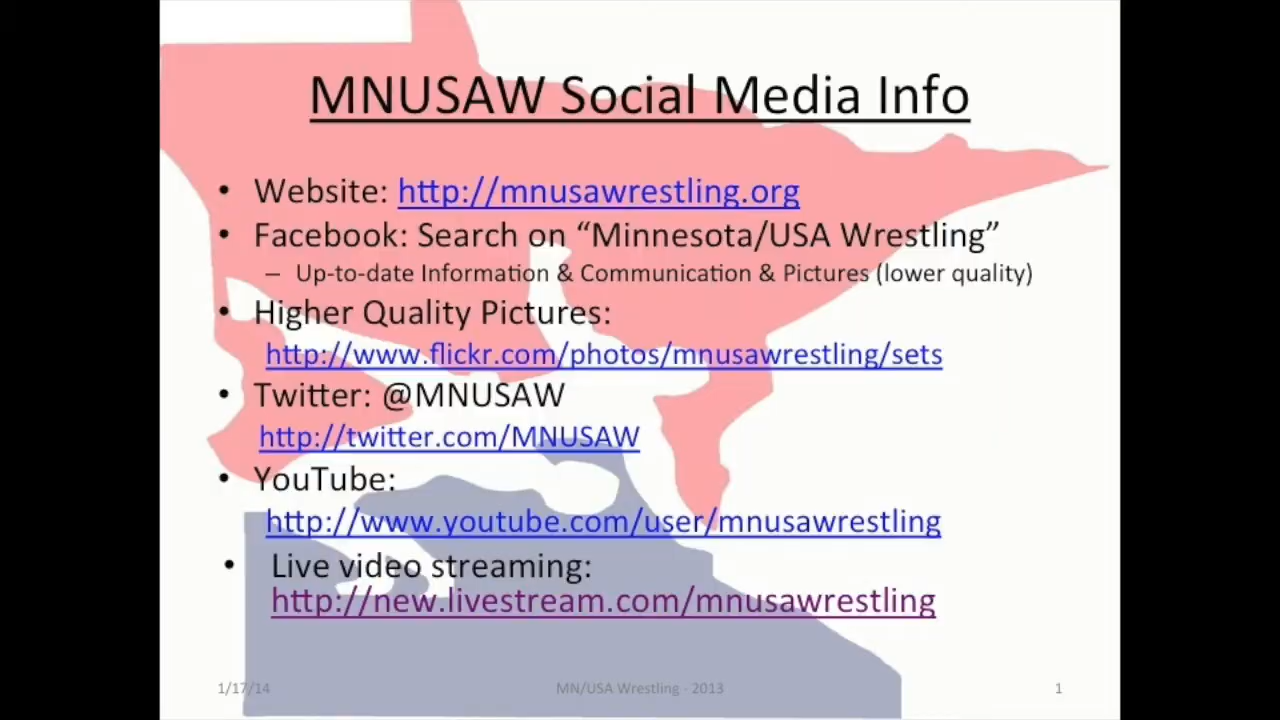 MNUSAW Social Media Info
• Website: http://mnusawrestling.org
• Facebook: Search on “Minnesota/USA Wrestling”
– Up-to-date Information & Communication & Pictures (lower quality)
• Higher Quality Pictures:
http://www.flickr.com/photos/mnusawrestling/sets
• Twitter: @MNUSAW
http://twitter.com/MNUSAW
• YouTube:
http://www.youtube.com/user/mnusawrestling
• Live video streaming:
http://new.livestream.com/mnusawrestling
1/17/14 MN/USA Wrestling - 2013 1